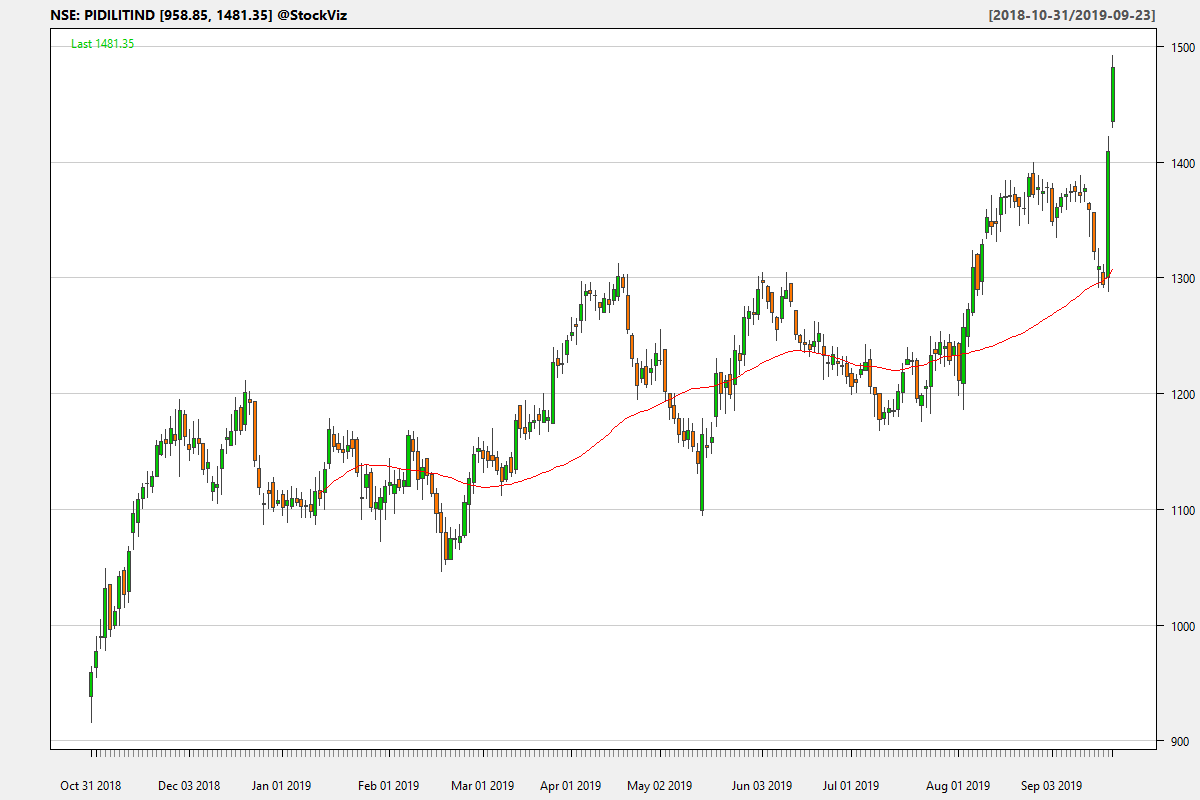 NSE: PIDILITIND [958.85, 1481.35] @StockViz [2018-10-31/2019-09-23]
Last 1481.35
1500
1400
1300
1200
1100
1000
900
Oct 31 2018 Dec 03 2018 Jan 01 2019 Feb 01 2019 Mar 01 2019 Apr 01 2019 May 02 2019 Jun 03 2019 Jul 01 2019 Aug 01 2019 Sep 03 2019